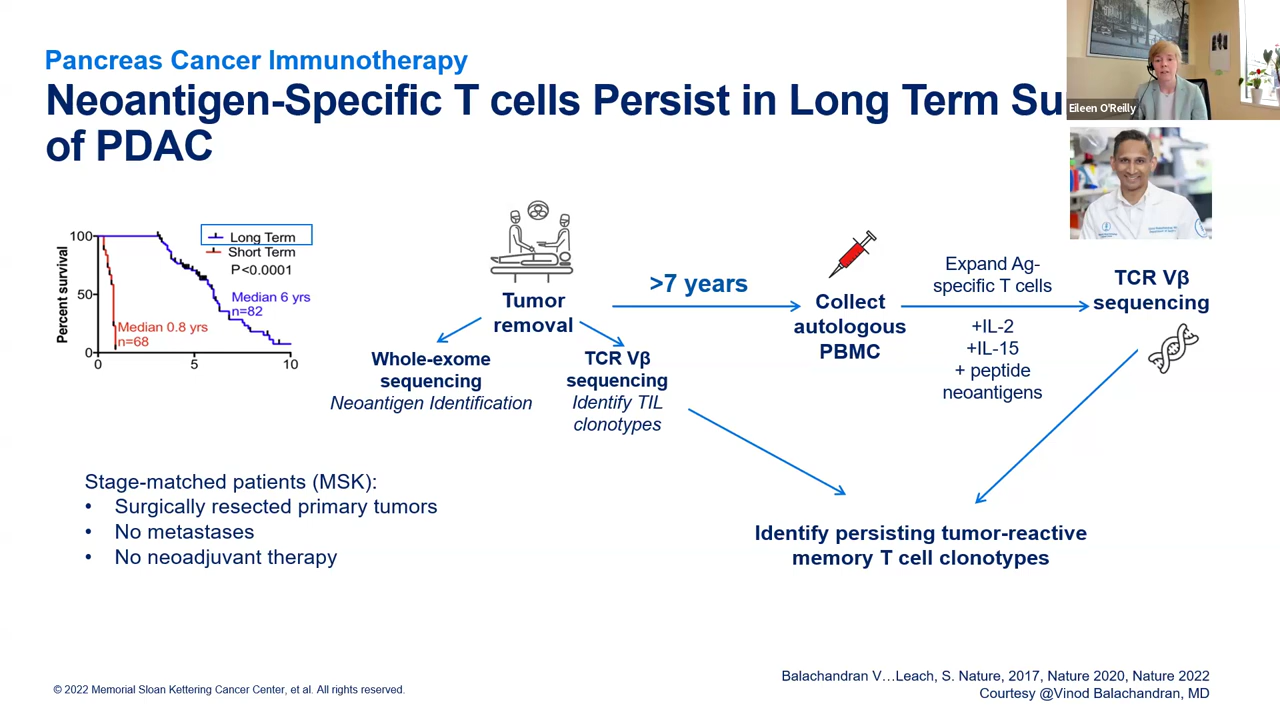 Pancreas Cancer Immunotherapy
Neoantigen-Specific T cells Persist in Long Term Su
of PDAC
Eileen O'Reilly
100
50
0
Percent survival
0
5
10
Long Term
Short Term
P<0.0001
Median 6 yrs
n=82
Median 0.8 yrs
n=68
Tumor
removal
Whole-exome
sequencing
Neoantigen Identification
TCR Vβ
sequencing
Identify TIL
clonotypes
>7 years
Collect
autologous
PBMC
Expand Ag-
specific T cells
+IL-2
+IL-15
+ peptide
neoantigens
TCR Vβ
sequencing
Stage-matched patients (MSK):
• Surgically resected primary tumors
• No metastases
• No neoadjuvant therapy
Identify persisting tumor-reactive
memory T cell clonotypes
© 2022 Memorial Sloan Kettering Cancer Center, et al. All rights reserved.
Balachandran V…Leach, S. Nature, 2017, Nature 2020, Nature 2022
Courtesy @Vinod Balachandran, MD